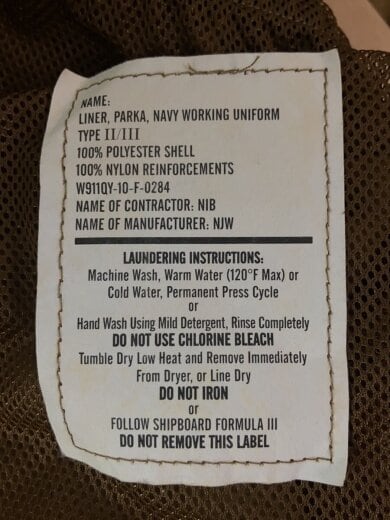 NAME:
LINER, PARKA, NAVY WORKING UNIFORM
TYPE II/III
100% POLYESTER SHELL
100% NYLON REINFORCEMENTS
W911QY-10-F-0284
NAME OF CONTRACTOR: NIB
NAME OF MANUFACTURER: NJW
LAUNDERING INSTRUCTIONS:
Machine Wash, Warm Water (120°F Max) or
Cold Water, Permanent Press Cycle
or
Hand Wash Using Mild Detergent, Rinse Completely
DO NOT USE CHLORINE BLEACH
Tumble Dry Low Heat and Remove Immediately
From Dryer, or Line Dry
DO NOT IRON
or
FOLLOW SHIPBOARD FORMULA III
DO NOT REMOVE THIS LABEL